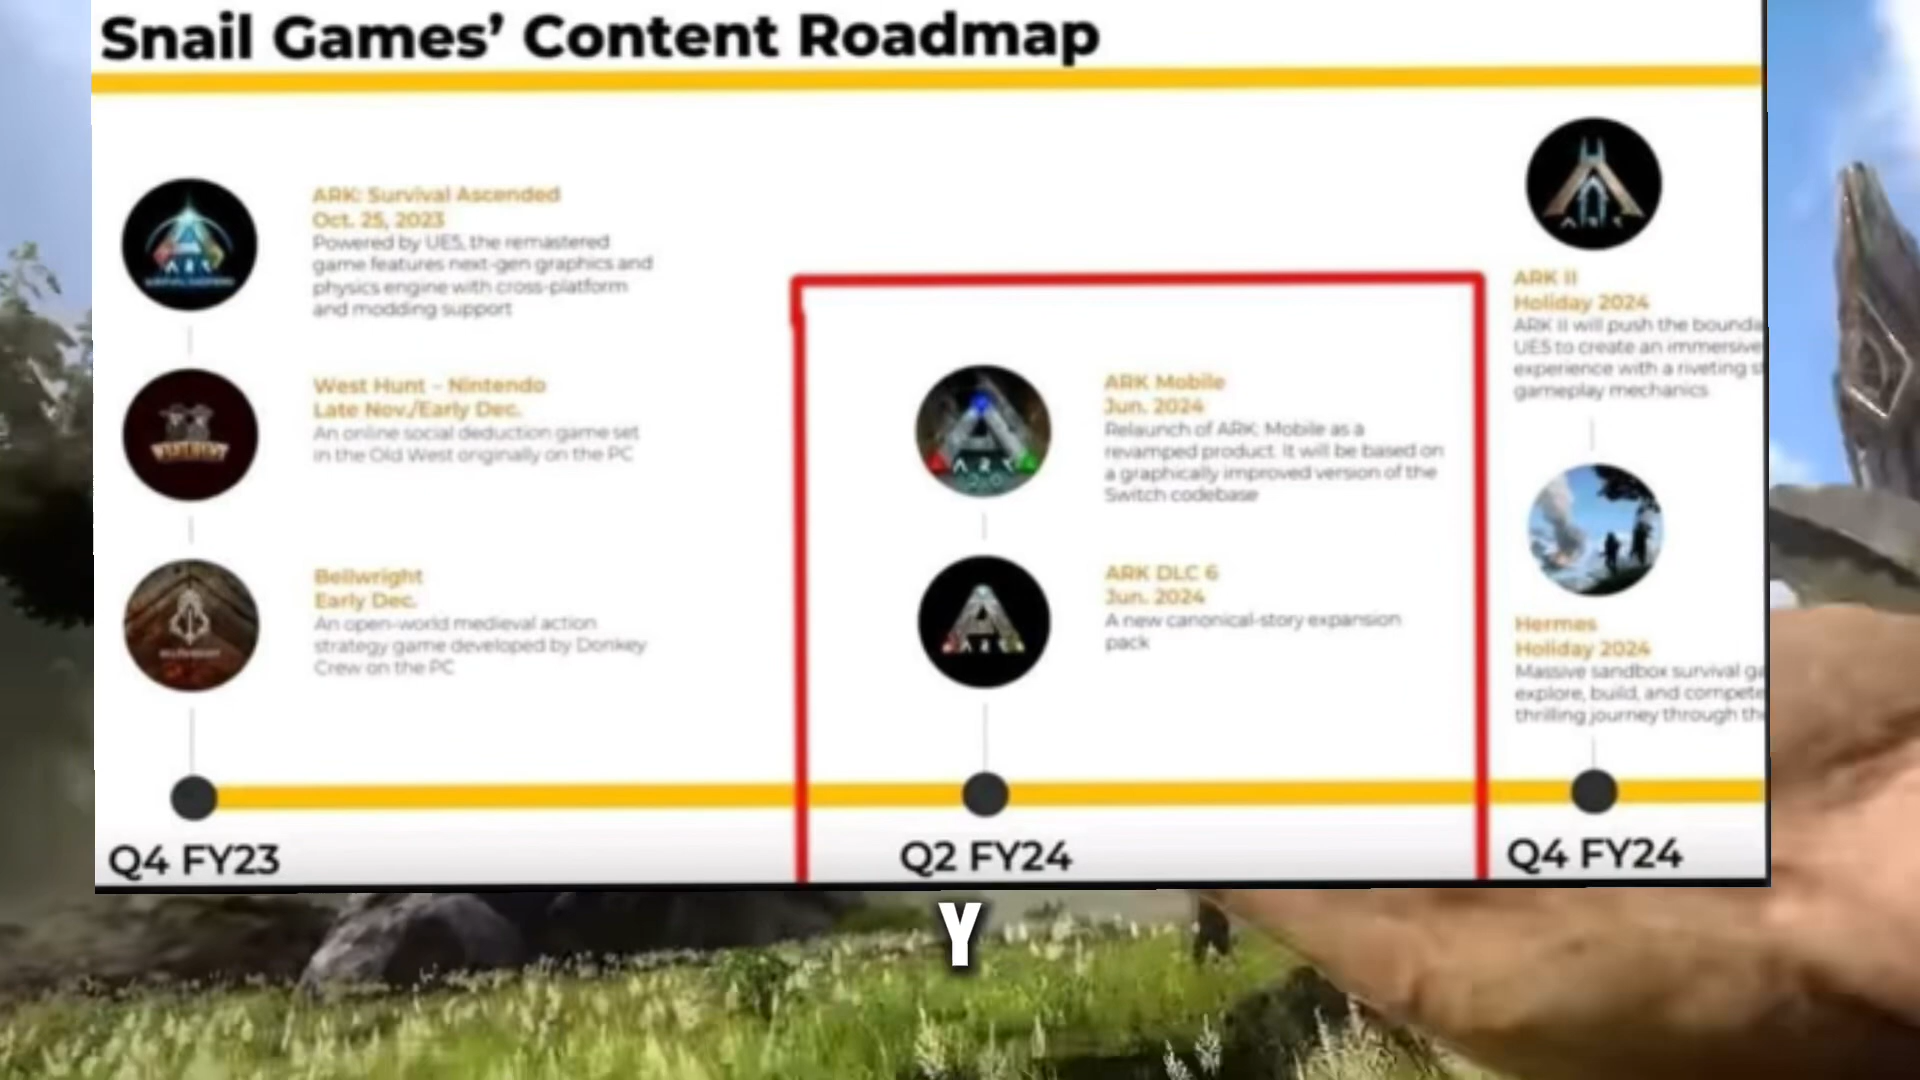 Snail Games' Content Roadmap
ARK: Survival Ascended
Oct. 25, 2023
Powered by UE5, the remastered
game features next-gen graphics and
physics engine with cross-platform
and modding support
West Hunt – Nintendo
Late Nov./Early Dec.
An online social deduction game set
in the Old West originally on the PC
Bellwright
Early Dec.
An open-world medieval action
strategy game developed by Donkey
Crew on the PC
Q4 FY23
ARK Mobile
Jun. 2024
Relaunch of ARK: Mobile as a
revamped product. It will be based on
a graphically improved version of the
Switch codebase
ARK DLC 6
Jun. 2024
A new canonical-story expansion
pack
Q2 FY24
ARK
ARK II
Holiday 2024
ARK II will push the bounda
UE5 to create an immersive
experience with a riveting st
gameplay mechanics
Hermes
Holiday 2024
Massive sandbox survival ga
explore, build, and compete
thrilling journey through the
Q4 FY24
Y